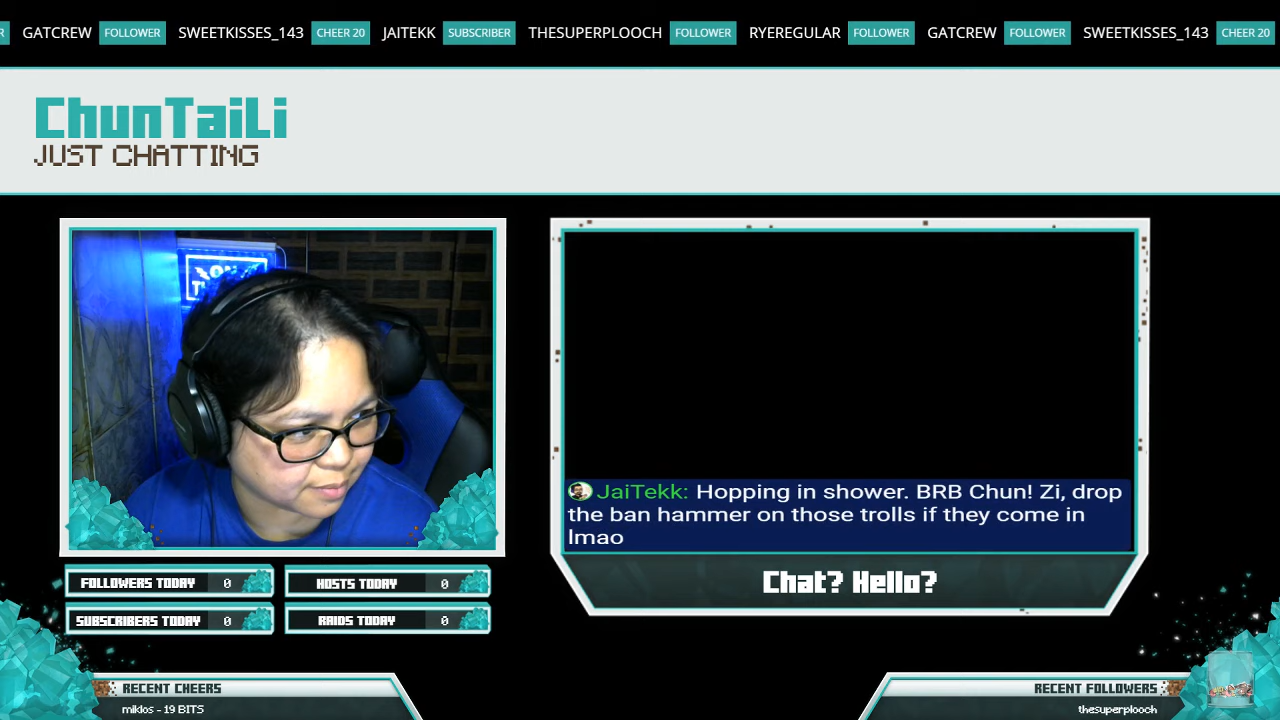 GATCREW FOLLOWER SWEETKISSES_143 CHEER 20 JAITEKK SUBSCRIBER THESUPERPLOOCH FOLLOWER RYEREGULAR FOLLOWER GATCREW FOLLOWER SWEETKISSES_143 CHEER 20
ChunTaiLi
JUST CHATTING
ON
JaiTekk: Hopping in shower. BRB Chun! Zi, drop
the ban hammer on those trolls if they come in
lmao
Chat? Hello?
FOLLOWERS TODAY 0
HOSTS TODAY 0
SUBSCRIBERS TODAY 0
RAIDS TODAY 0
RECENT CHEERS
miklos - 19 BITS
RECENT FOLLOWERS
thesuperplooch